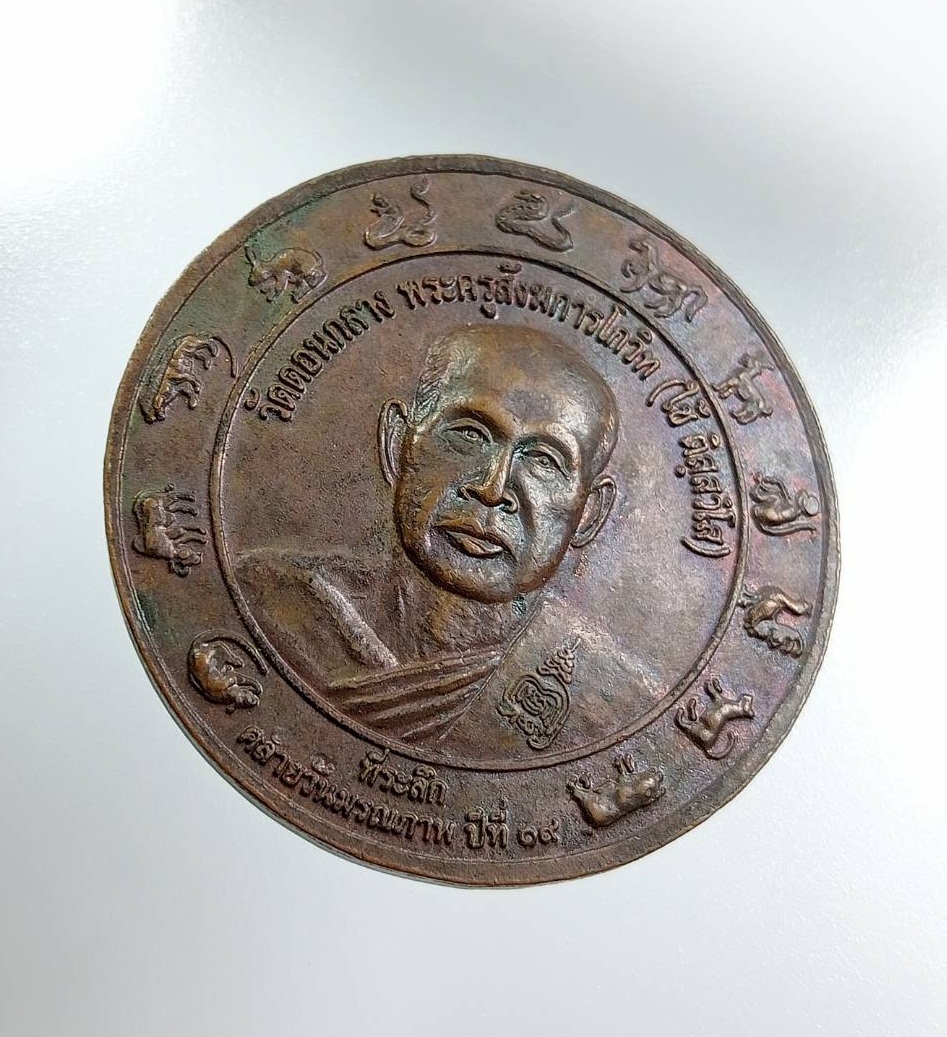 วัดดอนกลาง พระครูสังฆการโกวิท (ไช้ ติสฺสวํโส)
ที่ระลึก
คล้ายวันมรณภาพ ปีที่ ๑๙